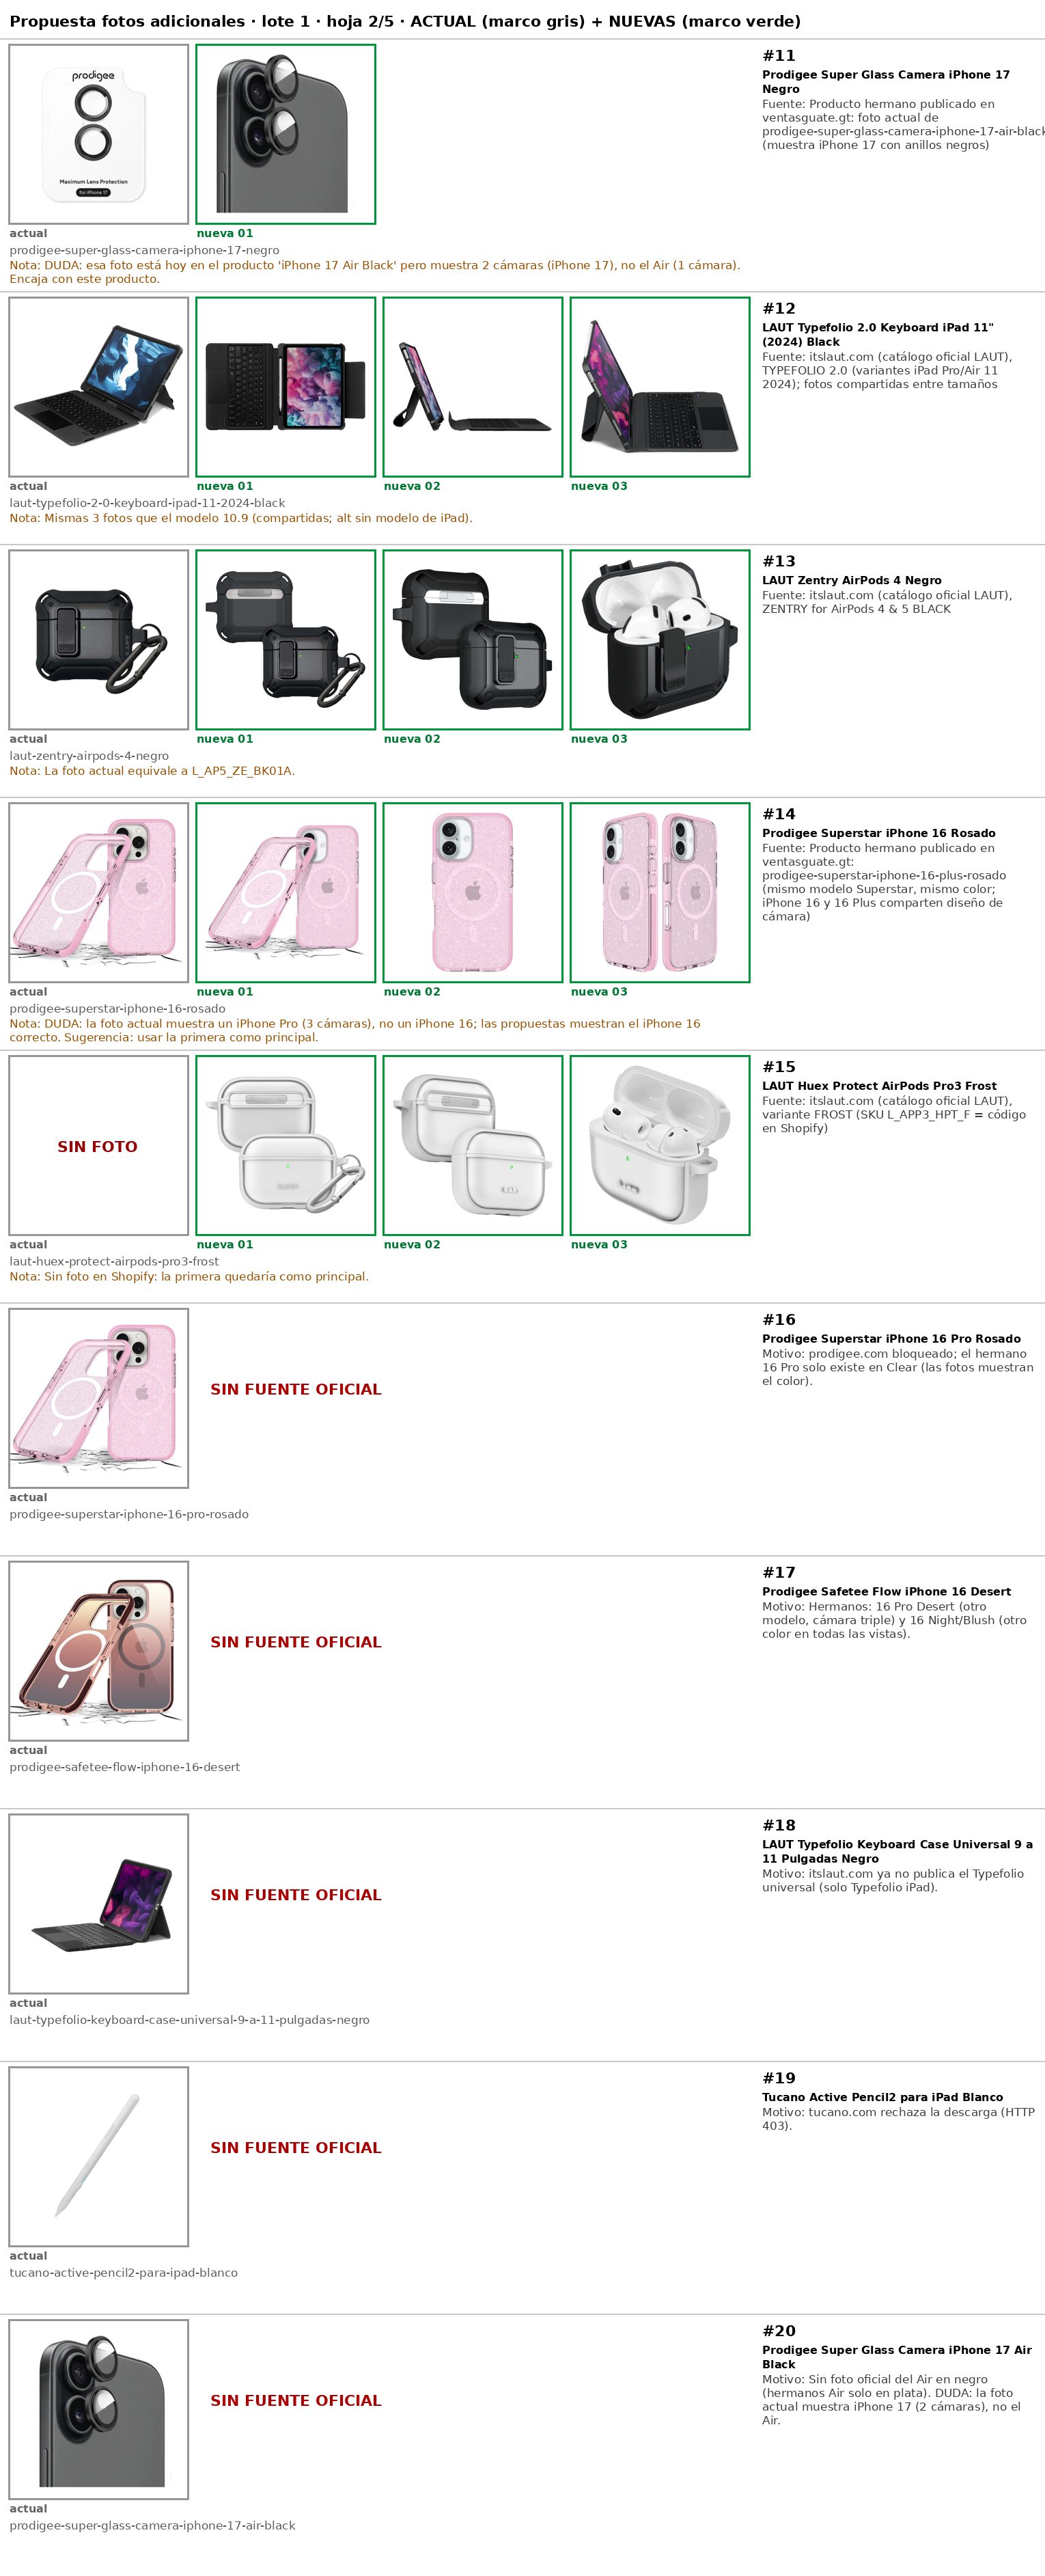 Propuesta fotos adicionales · lote 1 · hoja 2/5 · ACTUAL (marco gris) + NUEVAS (marco verde)
prodigee
Maximum Lens Protection
for iPhone 17
actual
nueva 01
prodigee-super-glass-camera-iphone-17-negro
Nota: DUDA: esa foto está hoy en el producto 'iPhone 17 Air Black' pero muestra 2 cámaras (iPhone 17), no el Air (1 cámara).
Encaja con este producto.
#11
Prodigee Super Glass Camera iPhone 17
Negro
Fuente: Producto hermano publicado en
ventasguate.gt: foto actual de
prodigee-super-glass-camera-iphone-17-air-black
(muestra iPhone 17 con anillos negros)
actual
nueva 01
nueva 02
nueva 03
laut-typefolio-2-0-keyboard-ipad-11-2024-black
Nota: Mismas 3 fotos que el modelo 10.9 (compartidas; alt sin modelo de iPad).
#12
LAUT Typefolio 2.0 Keyboard iPad 11"
(2024) Black
Fuente: itslaut.com (catálogo oficial LAUT),
TYPEFOLIO 2.0 (variantes iPad Pro/Air 11
2024); fotos compartidas entre tamaños
OPEN
actual
nueva 01
nueva 02
nueva 03
laut-zentry-airpods-4-negro
Nota: La foto actual equivale a L_AP5_ZE_BK01A.
#13
LAUT Zentry AirPods 4 Negro
Fuente: itslaut.com (catálogo oficial LAUT),
ZENTRY for AirPods 4 & 5 BLACK
actual
nueva 01
nueva 02
nueva 03
prodigee-superstar-iphone-16-rosado
Nota: DUDA: la foto actual muestra un iPhone Pro (3 cámaras), no un iPhone 16; las propuestas muestran el iPhone 16
correcto. Sugerencia: usar la primera como principal.
#14
Prodigee Superstar iPhone 16 Rosado
Fuente: Producto hermano publicado en
ventasguate.gt:
prodigee-superstar-iphone-16-plus-rosado
(mismo modelo Superstar, mismo color;
iPhone 16 y 16 Plus comparten diseño de
cámara)
SIN FOTO
actual
nueva 01
nueva 02
nueva 03
laut-huex-protect-airpods-pro3-frost
Nota: Sin foto en Shopify: la primera quedaría como principal.
#15
LAUT Huex Protect AirPods Pro3 Frost
Fuente: itslaut.com (catálogo oficial LAUT),
variante FROST (SKU L_APP3_HPT_F = código
en Shopify)
SIN FUENTE OFICIAL
actual
prodigee-superstar-iphone-16-pro-rosado
#16
Prodigee Superstar iPhone 16 Pro Rosado
Motivo: prodigee.com bloqueado; el hermano
16 Pro solo existe en Clear (las fotos muestran
el color).
SIN FUENTE OFICIAL
actual
prodigee-safetee-flow-iphone-16-desert
#17
Prodigee Safetee Flow iPhone 16 Desert
Motivo: Hermanos: 16 Pro Desert (otro
modelo, cámara triple) y 16 Night/Blush (otro
color en todas las vistas).
SIN FUENTE OFICIAL
actual
laut-typefolio-keyboard-case-universal-9-a-11-pulgadas-negro
#18
LAUT Typefolio Keyboard Case Universal 9 a
11 Pulgadas Negro
Motivo: itslaut.com ya no publica el Typefolio
universal (solo Typefolio iPad).
SIN FUENTE OFICIAL
actual
tucano-active-pencil2-para-ipad-blanco
#19
Tucano Active Pencil2 para iPad Blanco
Motivo: tucano.com rechaza la descarga (HTTP
403).
SIN FUENTE OFICIAL
actual
prodigee-super-glass-camera-iphone-17-air-black
#20
Prodigee Super Glass Camera iPhone 17 Air
Black
Motivo: Sin foto oficial del Air en negro
(hermanos Air solo en plata). DUDA: la foto
actual muestra iPhone 17 (2 cámaras), no el
Air.